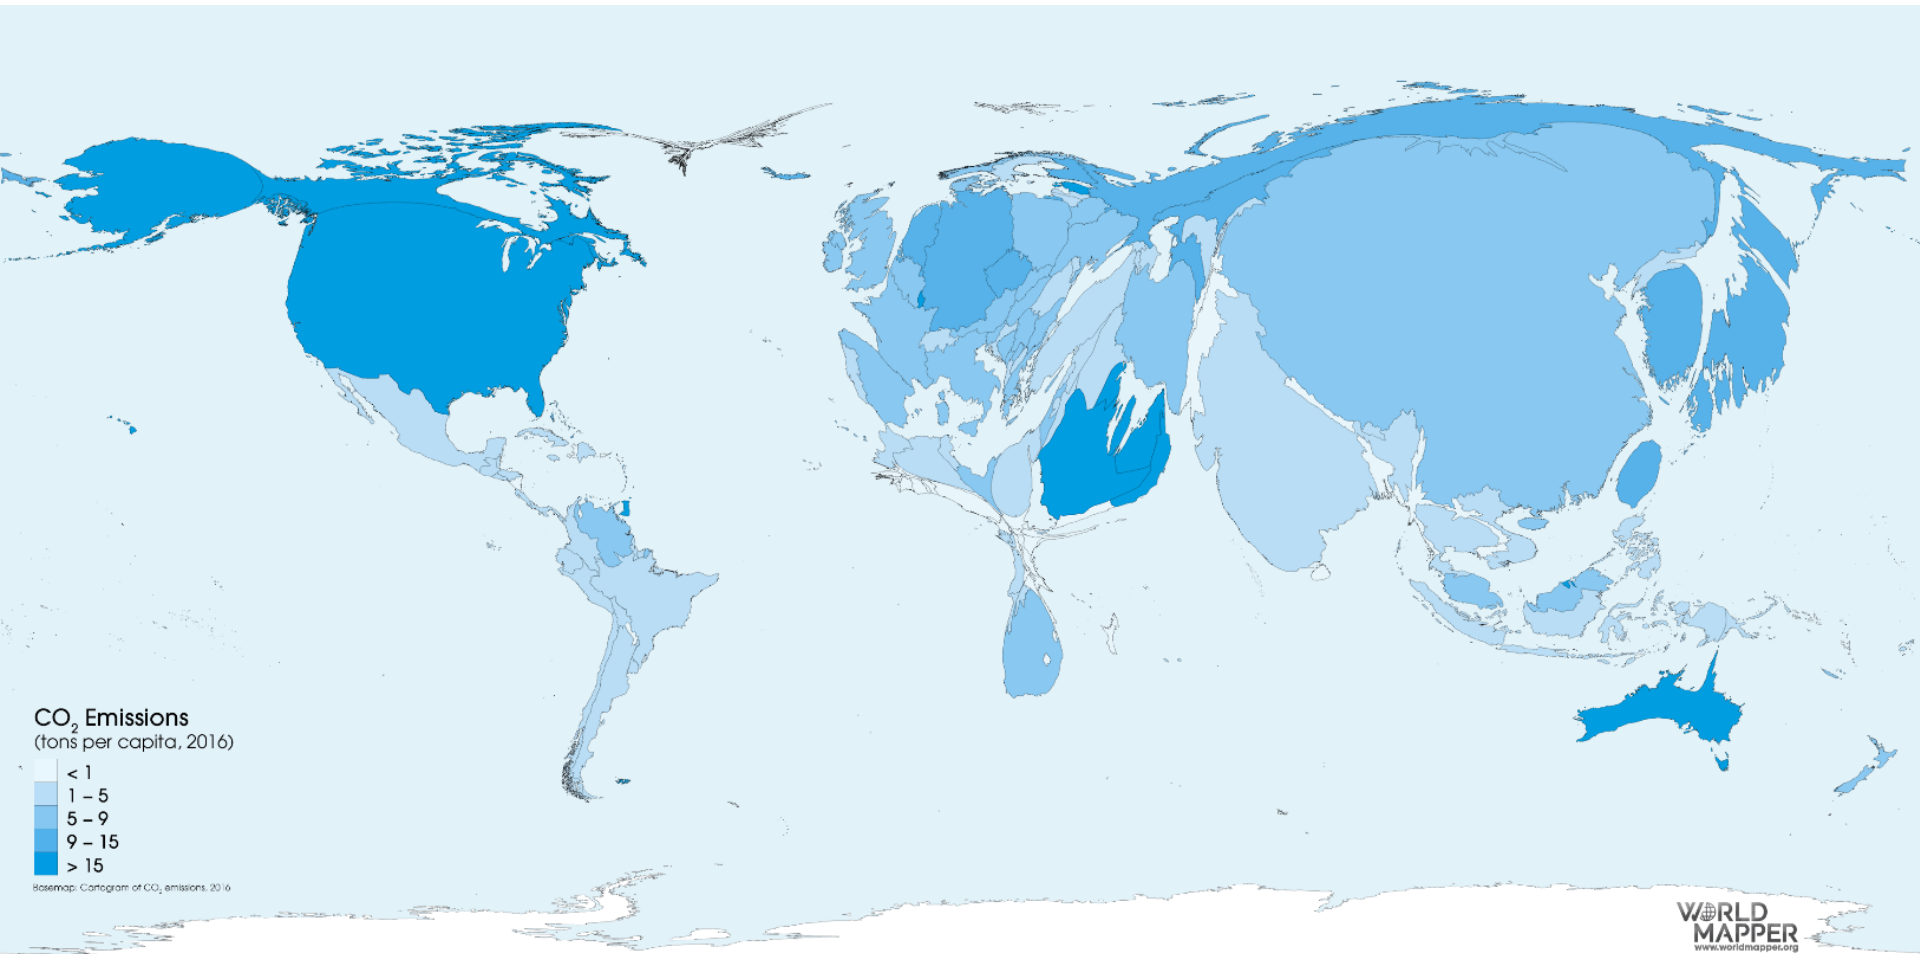 CO2 Emissions
(tons per capita, 2016)
< 1
1 – 5
5 – 9
9 – 15
> 15
Basemap: Cartogram of CO2 emissions, 2016
WORLD
MAPPER
www.worldmapper.org